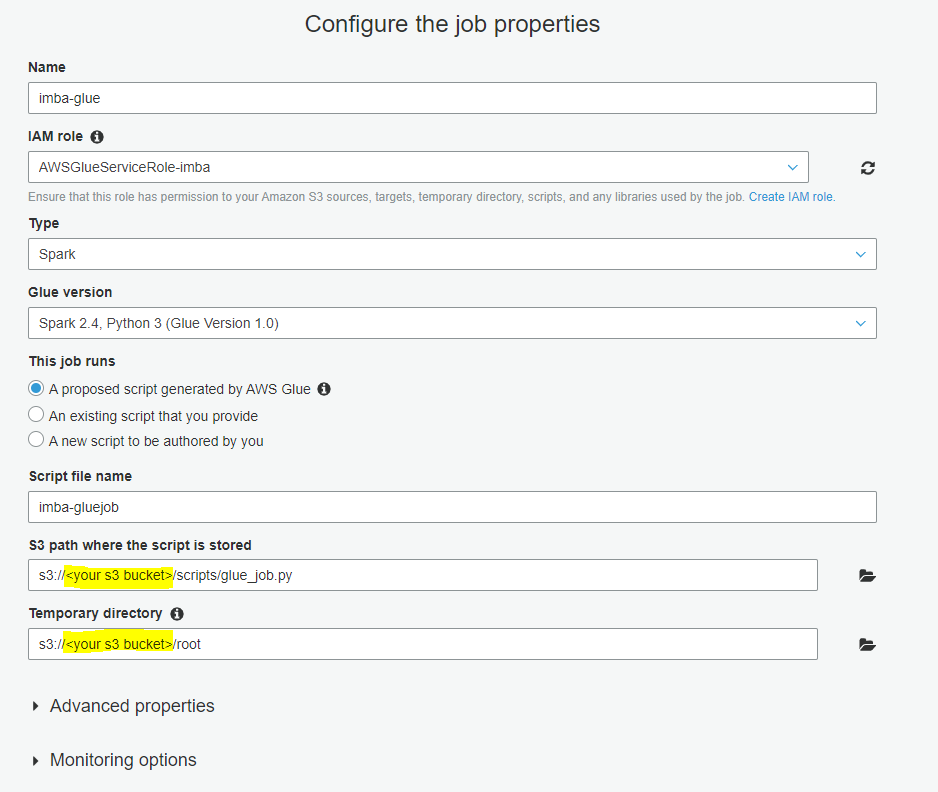 Configure the job properties
Name
imba-glue
IAM role
AWSGlueServiceRole-imba
Ensure that this role has permission to your Amazon S3 sources, targets, temporary directory, scripts, and any libraries used by the job. Create IAM role.
Type
Spark
Glue version
Spark 2.4, Python 3 (Glue Version 1.0)
This job runs
A proposed script generated by AWS Glue
An existing script that you provide
A new script to be authored by you
Script file name
imba-gluejob
S3 path where the script is stored
s3://<your s3 bucket>/scripts/glue_job.py
Temporary directory
s3://<your s3 bucket>/root
Advanced properties
Monitoring options